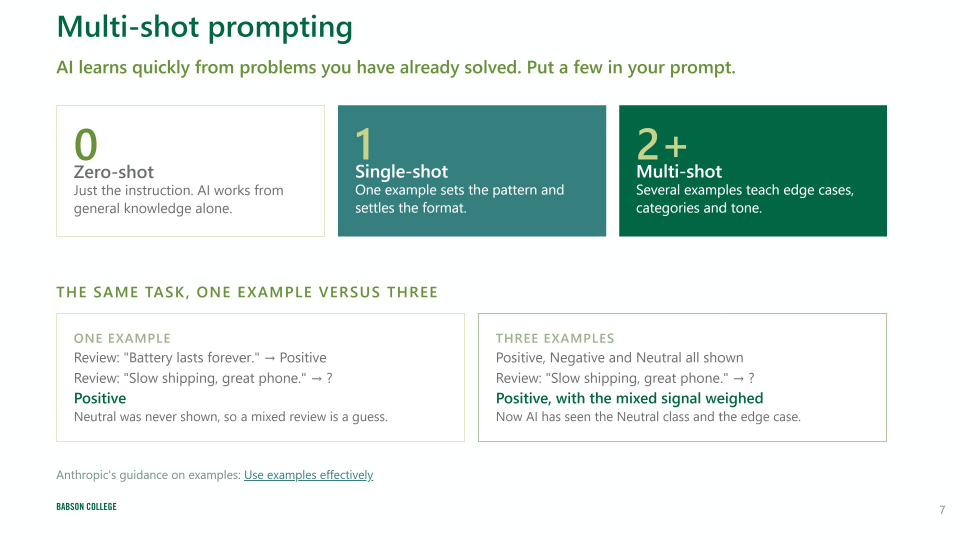 Multi-shot prompting
AI learns quickly from problems you have already solved. Put a few in your prompt.
0
Zero-shot
Just the instruction. AI works from
general knowledge alone.
1
Single-shot
One example sets the pattern and
settles the format.
2+
Multi-shot
Several examples teach edge cases,
categories and tone.
THE SAME TASK, ONE EXAMPLE VERSUS THREE
ONE EXAMPLE
Review: "Battery lasts forever." → Positive
Review: "Slow shipping, great phone." → ?
Positive
Neutral was never shown, so a mixed review is a guess.
THREE EXAMPLES
Positive, Negative and Neutral all shown
Review: "Slow shipping, great phone." → ?
Positive, with the mixed signal weighed
Now AI has seen the Neutral class and the edge case.
Anthropic's guidance on examples: Use examples effectively
BABSON COLLEGE
7